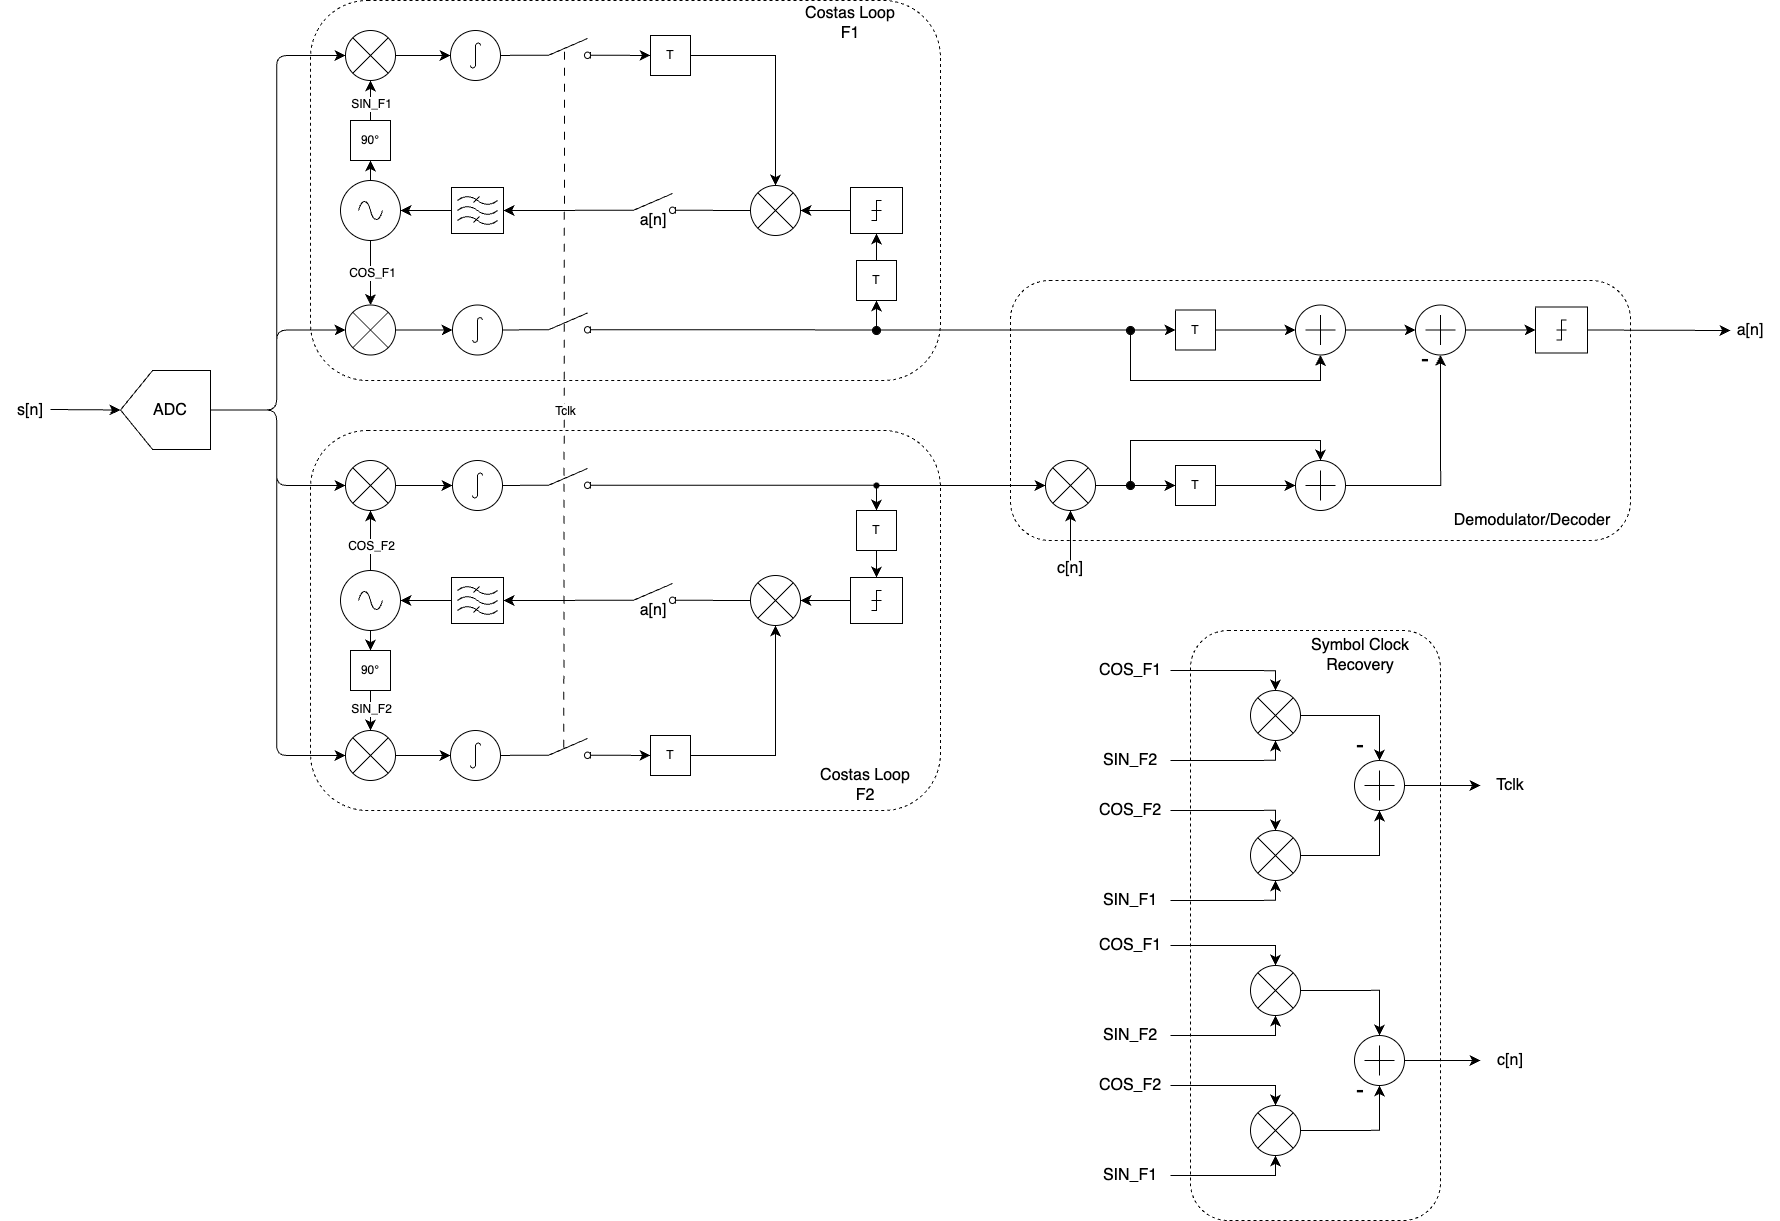 Costas Loop
F1
T
SIN_F1
90°
a[n]
COS_F1
T
T
a[n]
-
s[n]
ADC
Tclk
T
Demodulator/Decoder
T
COS_F2
c[n]
a[n]
90°
SIN_F2
T
Costas Loop
F2
Symbol Clock
Recovery
COS_F1
-
SIN_F2
Tclk
COS_F2
SIN_F1
COS_F1
SIN_F2
c[n]
COS_F2
-
SIN_F1